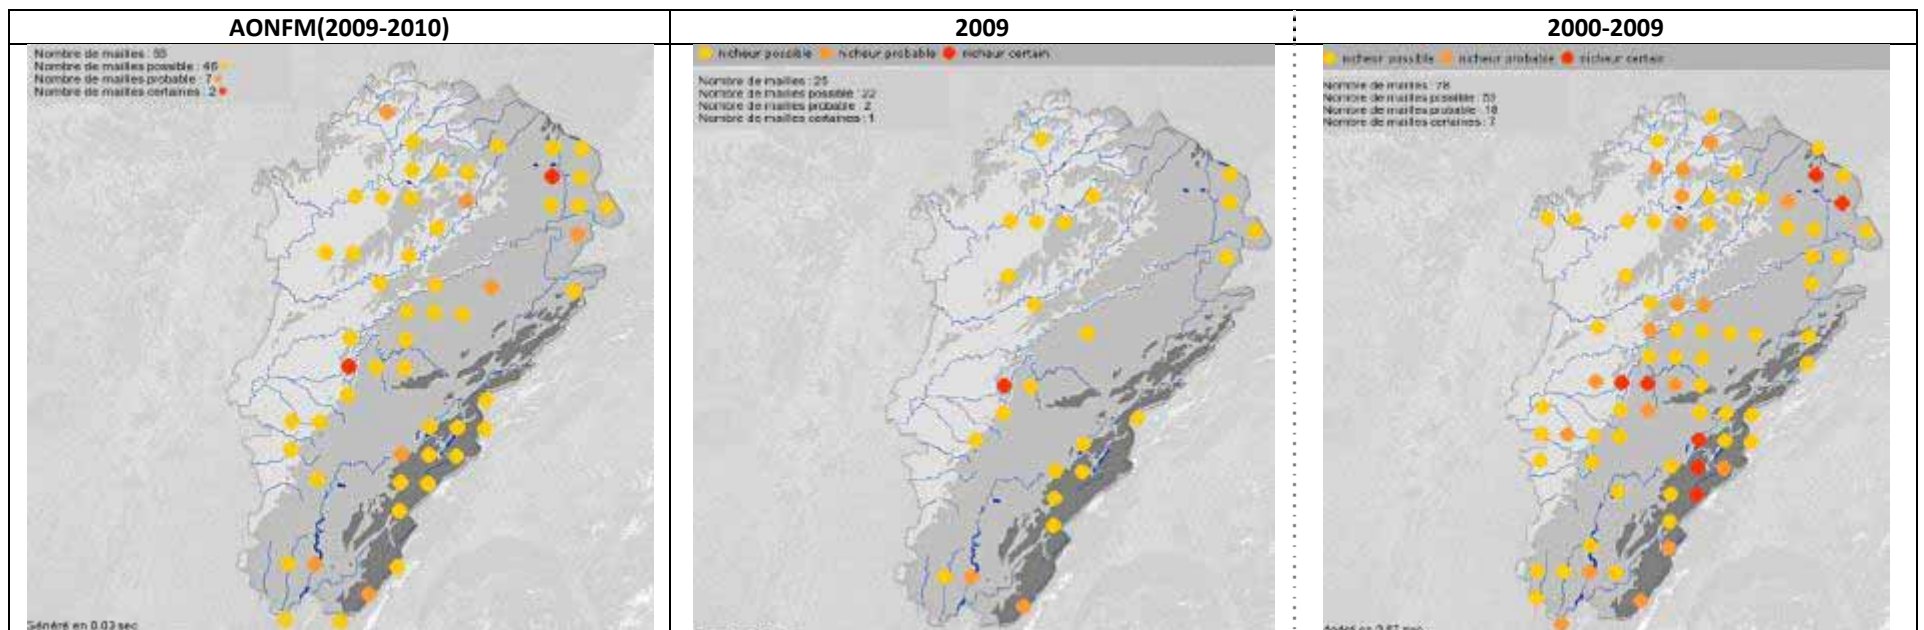 AONFM(2009-2010)
Nombre de mailles : 55
Nombre de mailles possible : 46
Nombre de mailles probable : 7
Nombre de mailles certaines : 2
Généré en 0.03 sec
2009
nicheur possible nicheur probable nicheur certain
Nombre de mailles : 25
Nombre de mailles possible : 22
Nombre de mailles probable : 2
Nombre de mailles certaines : 1
2000-2009
nicheur possible nicheur probable nicheur certain
Nombre de mailles : 78
Nombre de mailles possible : 53
Nombre de mailles probable : 18
Nombre de mailles certaines : 7